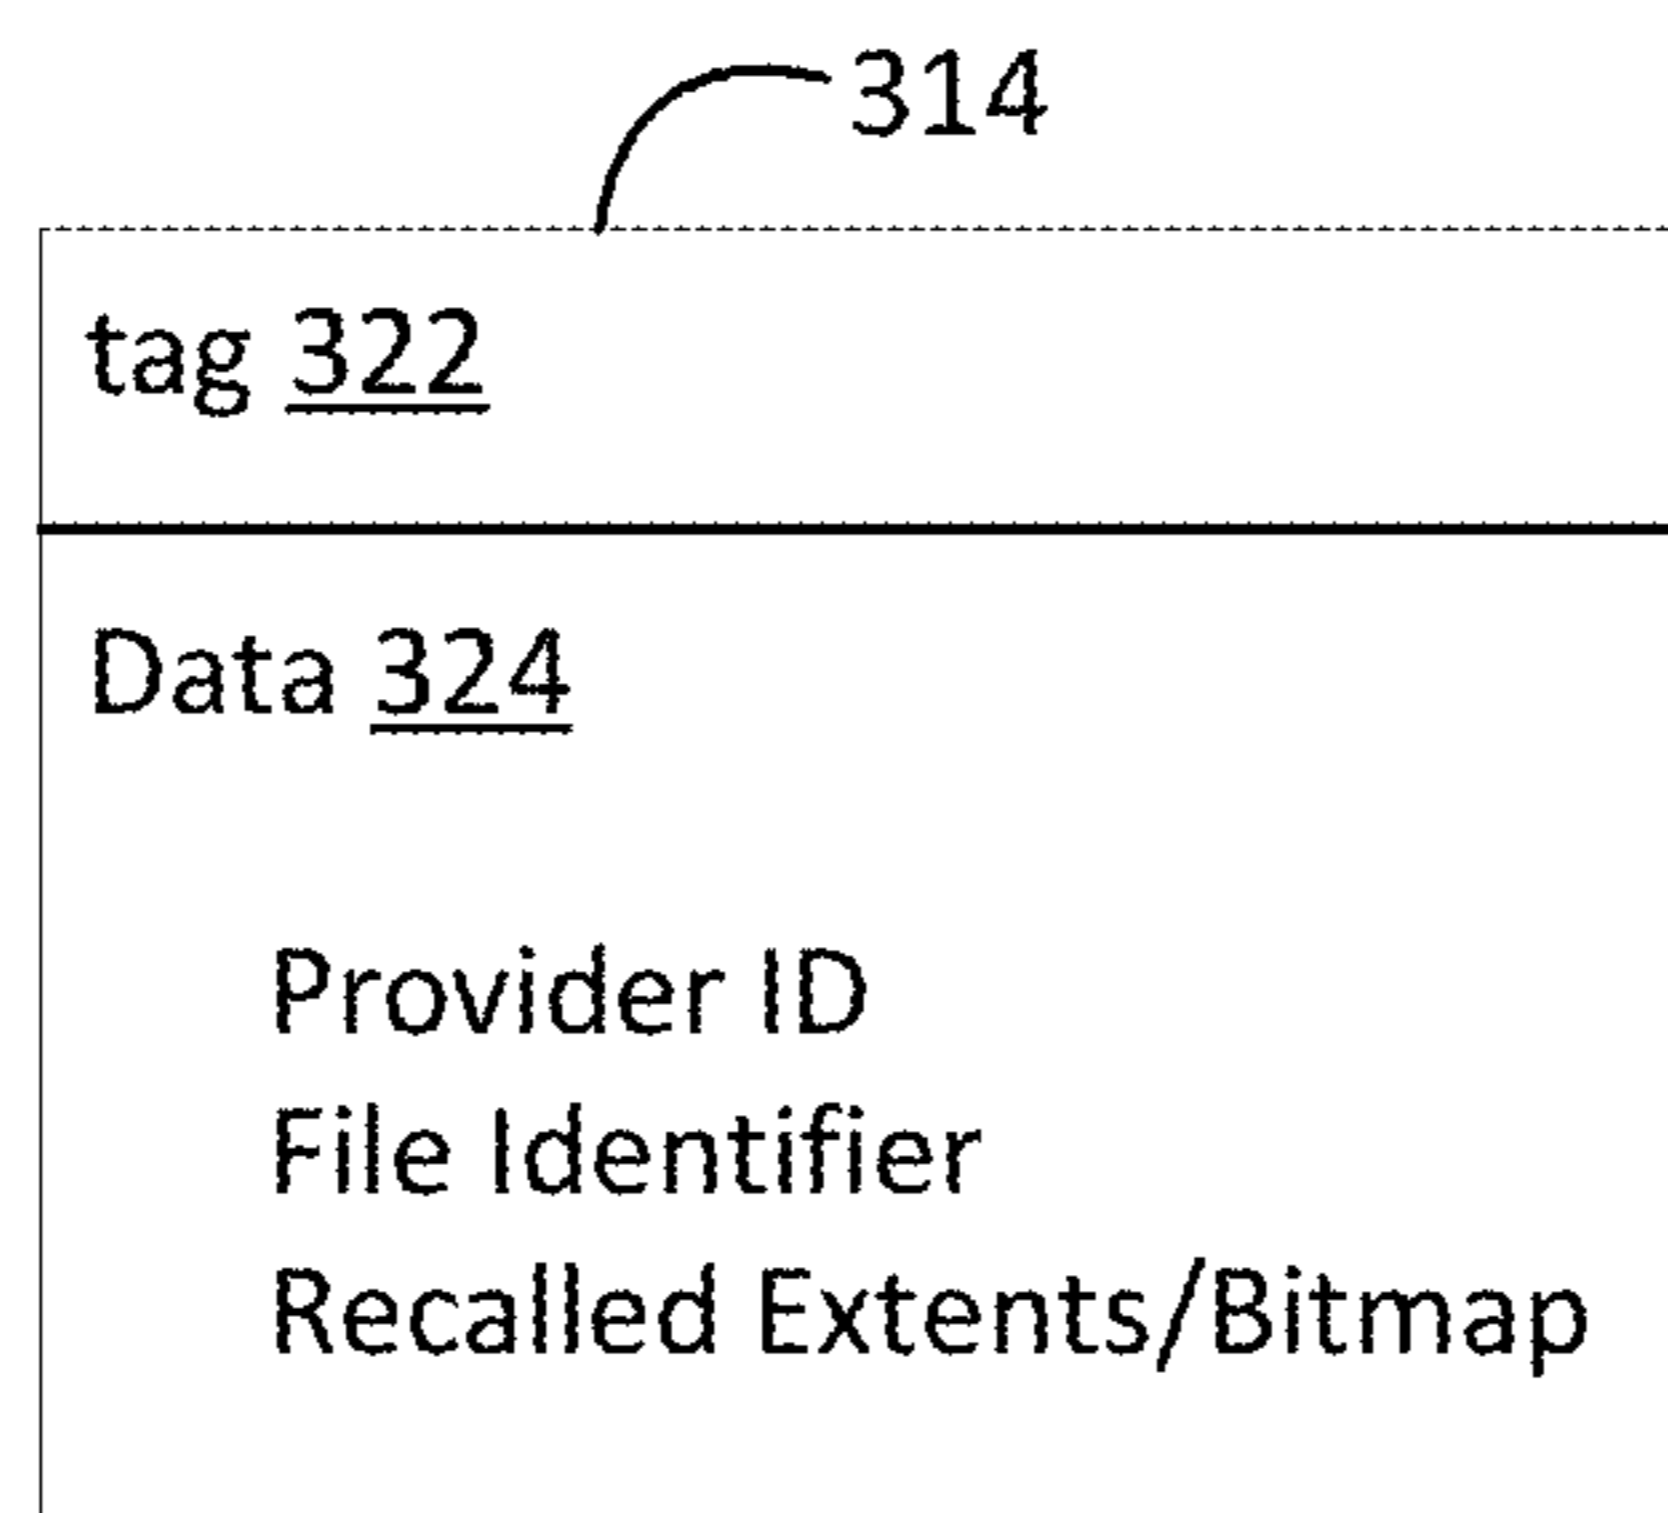 314
tag 322
Data 324
Provider ID
File Identifier
Recalled Extents/Bitmap